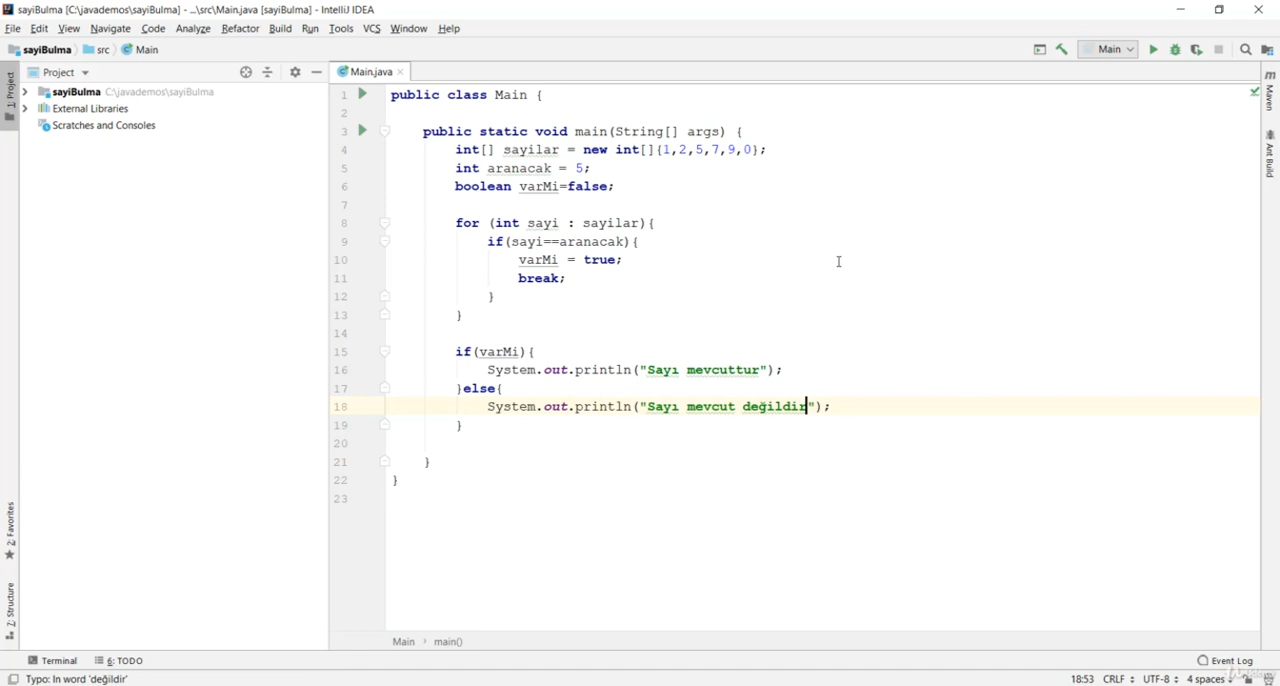 sayiBulma [C:\javademos\sayiBulma] - ...\src\Main.java [sayiBulma] - IntelliJ IDEA
File Edit View Navigate Code Analyze Refactor Build Run Tools VCS Window Help
sayiBulma src Main Main
Project Main.java
1: Project
sayiBulma C:\javademos\sayiBulma
External Libraries
Scratches and Consoles
1 public class Main {
2
3 public static void main(String[] args) {
4 int[] sayilar = new int[]{1,2,5,7,9,0};
5 int aranacak = 5;
6 boolean varMi=false;
7
8 for (int sayi : sayilar){
9 if(sayi==aranacak){
10 varMi = true;
11 break;
12 }
13 }
14
15 if(varMi){
16 System.out.println("Sayı mevcuttur");
17 }else{
18 System.out.println("Sayı mevcut değildir");
19 }
20
21 }
22 }
23
Maven
Ant Build
2: Favorites
Z: Structure
Main main()
Terminal 6: TODO Event Log
Typo: In word 'değildir' 18:53 CRLF UTF-8 4 spaces